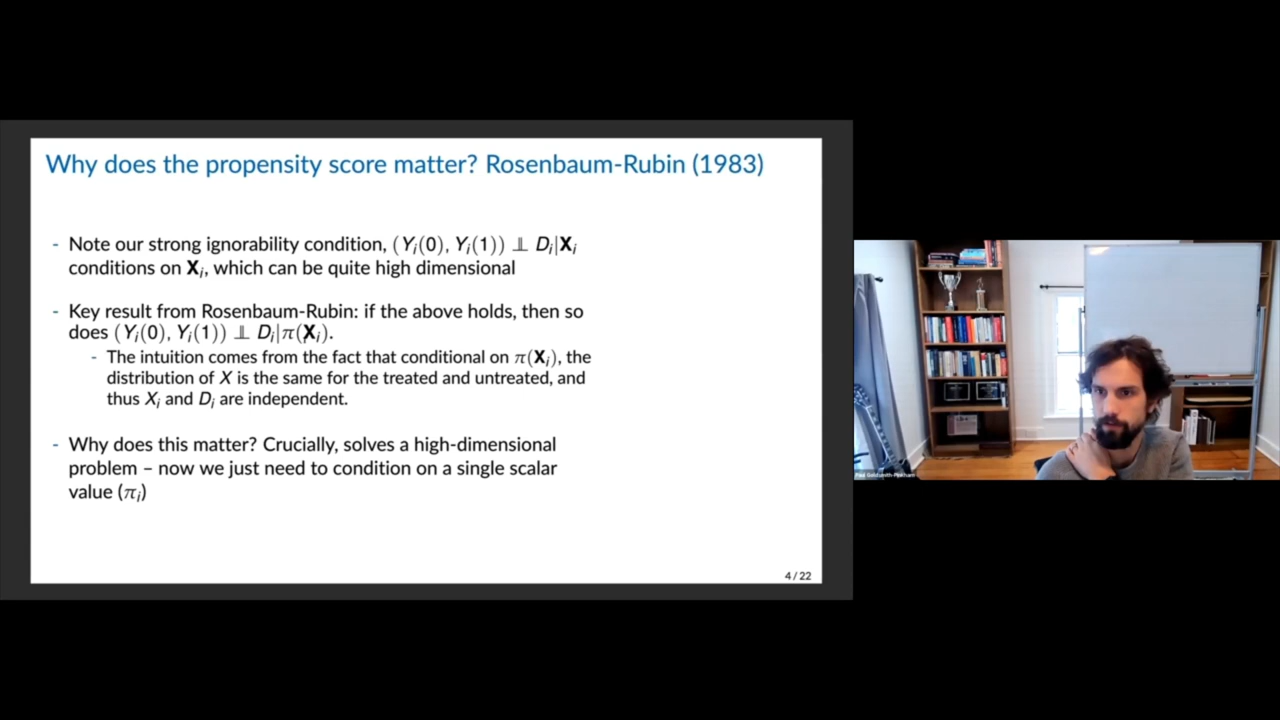 Why does the propensity score matter? Rosenbaum-Rubin (1983)
- Note our strong ignorability condition, (Yᵢ(0), Yᵢ(1)) ⫫ Dᵢ|𝐗ᵢ
conditions on 𝐗ᵢ, which can be quite high dimensional
- Key result from Rosenbaum-Rubin: if the above holds, then so
does (Yᵢ(0), Yᵢ(1)) ⫫ Dᵢ|π(𝐗ᵢ).
- The intuition comes from the fact that conditional on π(𝐗ᵢ), the
distribution of X is the same for the treated and untreated, and
thus Xᵢ and Dᵢ are independent.
- Why does this matter? Crucially, solves a high-dimensional
problem – now we just need to condition on a single scalar
value (πᵢ)
4 / 22
Paul Goldsmith-Pinkham